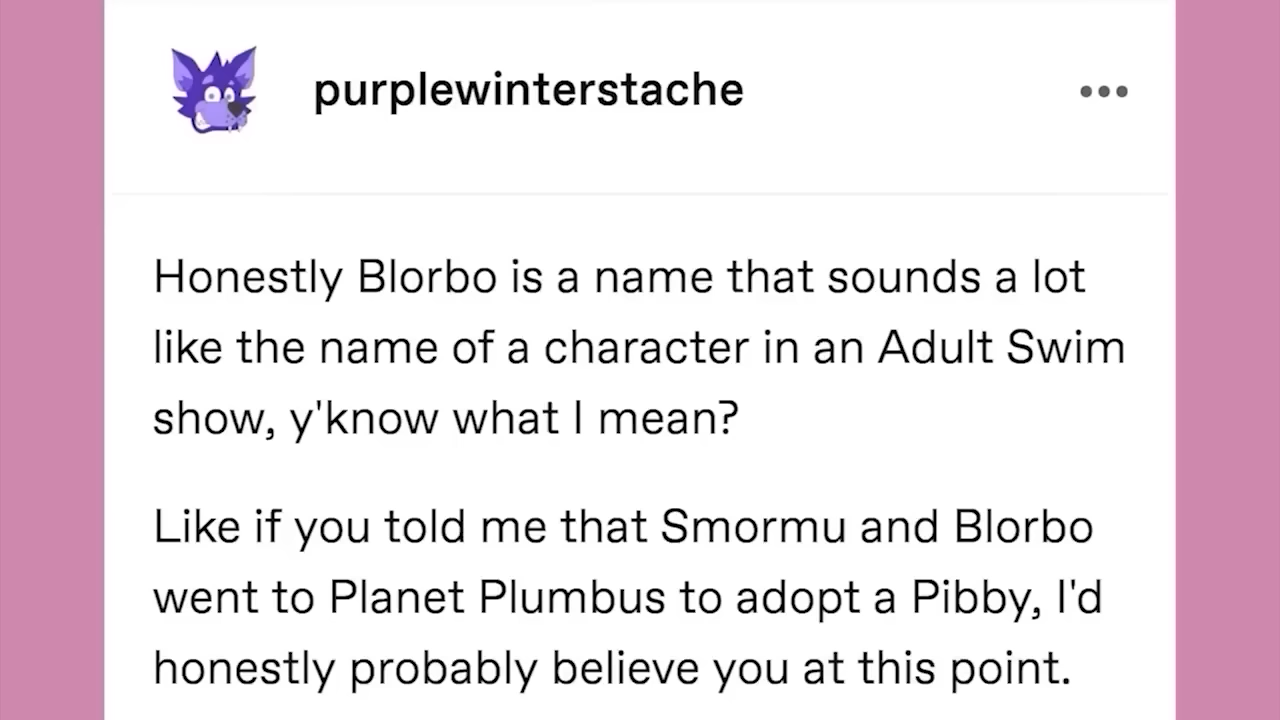 purplewinterstache
Honestly Blorbo is a name that sounds a lot
like the name of a character in an Adult Swim
show, y'know what I mean?
Like if you told me that Smormu and Blorbo
went to Planet Plumbus to adopt a Pibby, I'd
honestly probably believe you at this point.